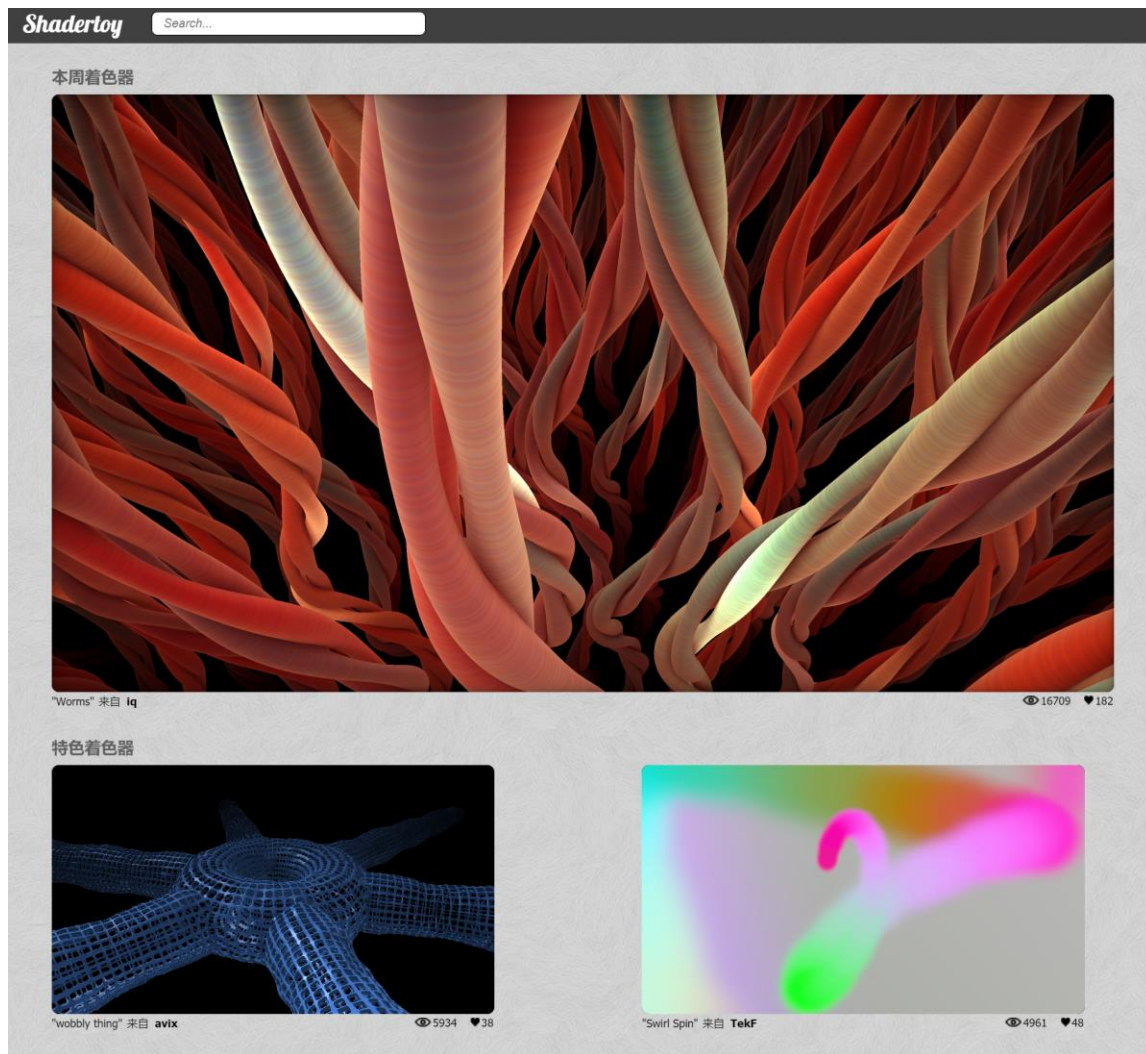 Shadertoy Search...
本周着色器
"Worms" 来自 iq 16709 182
特色着色器
"wobbly thing" 来自 avix 5934 38
"Swirl Spin" 来自 TekF 4961 48